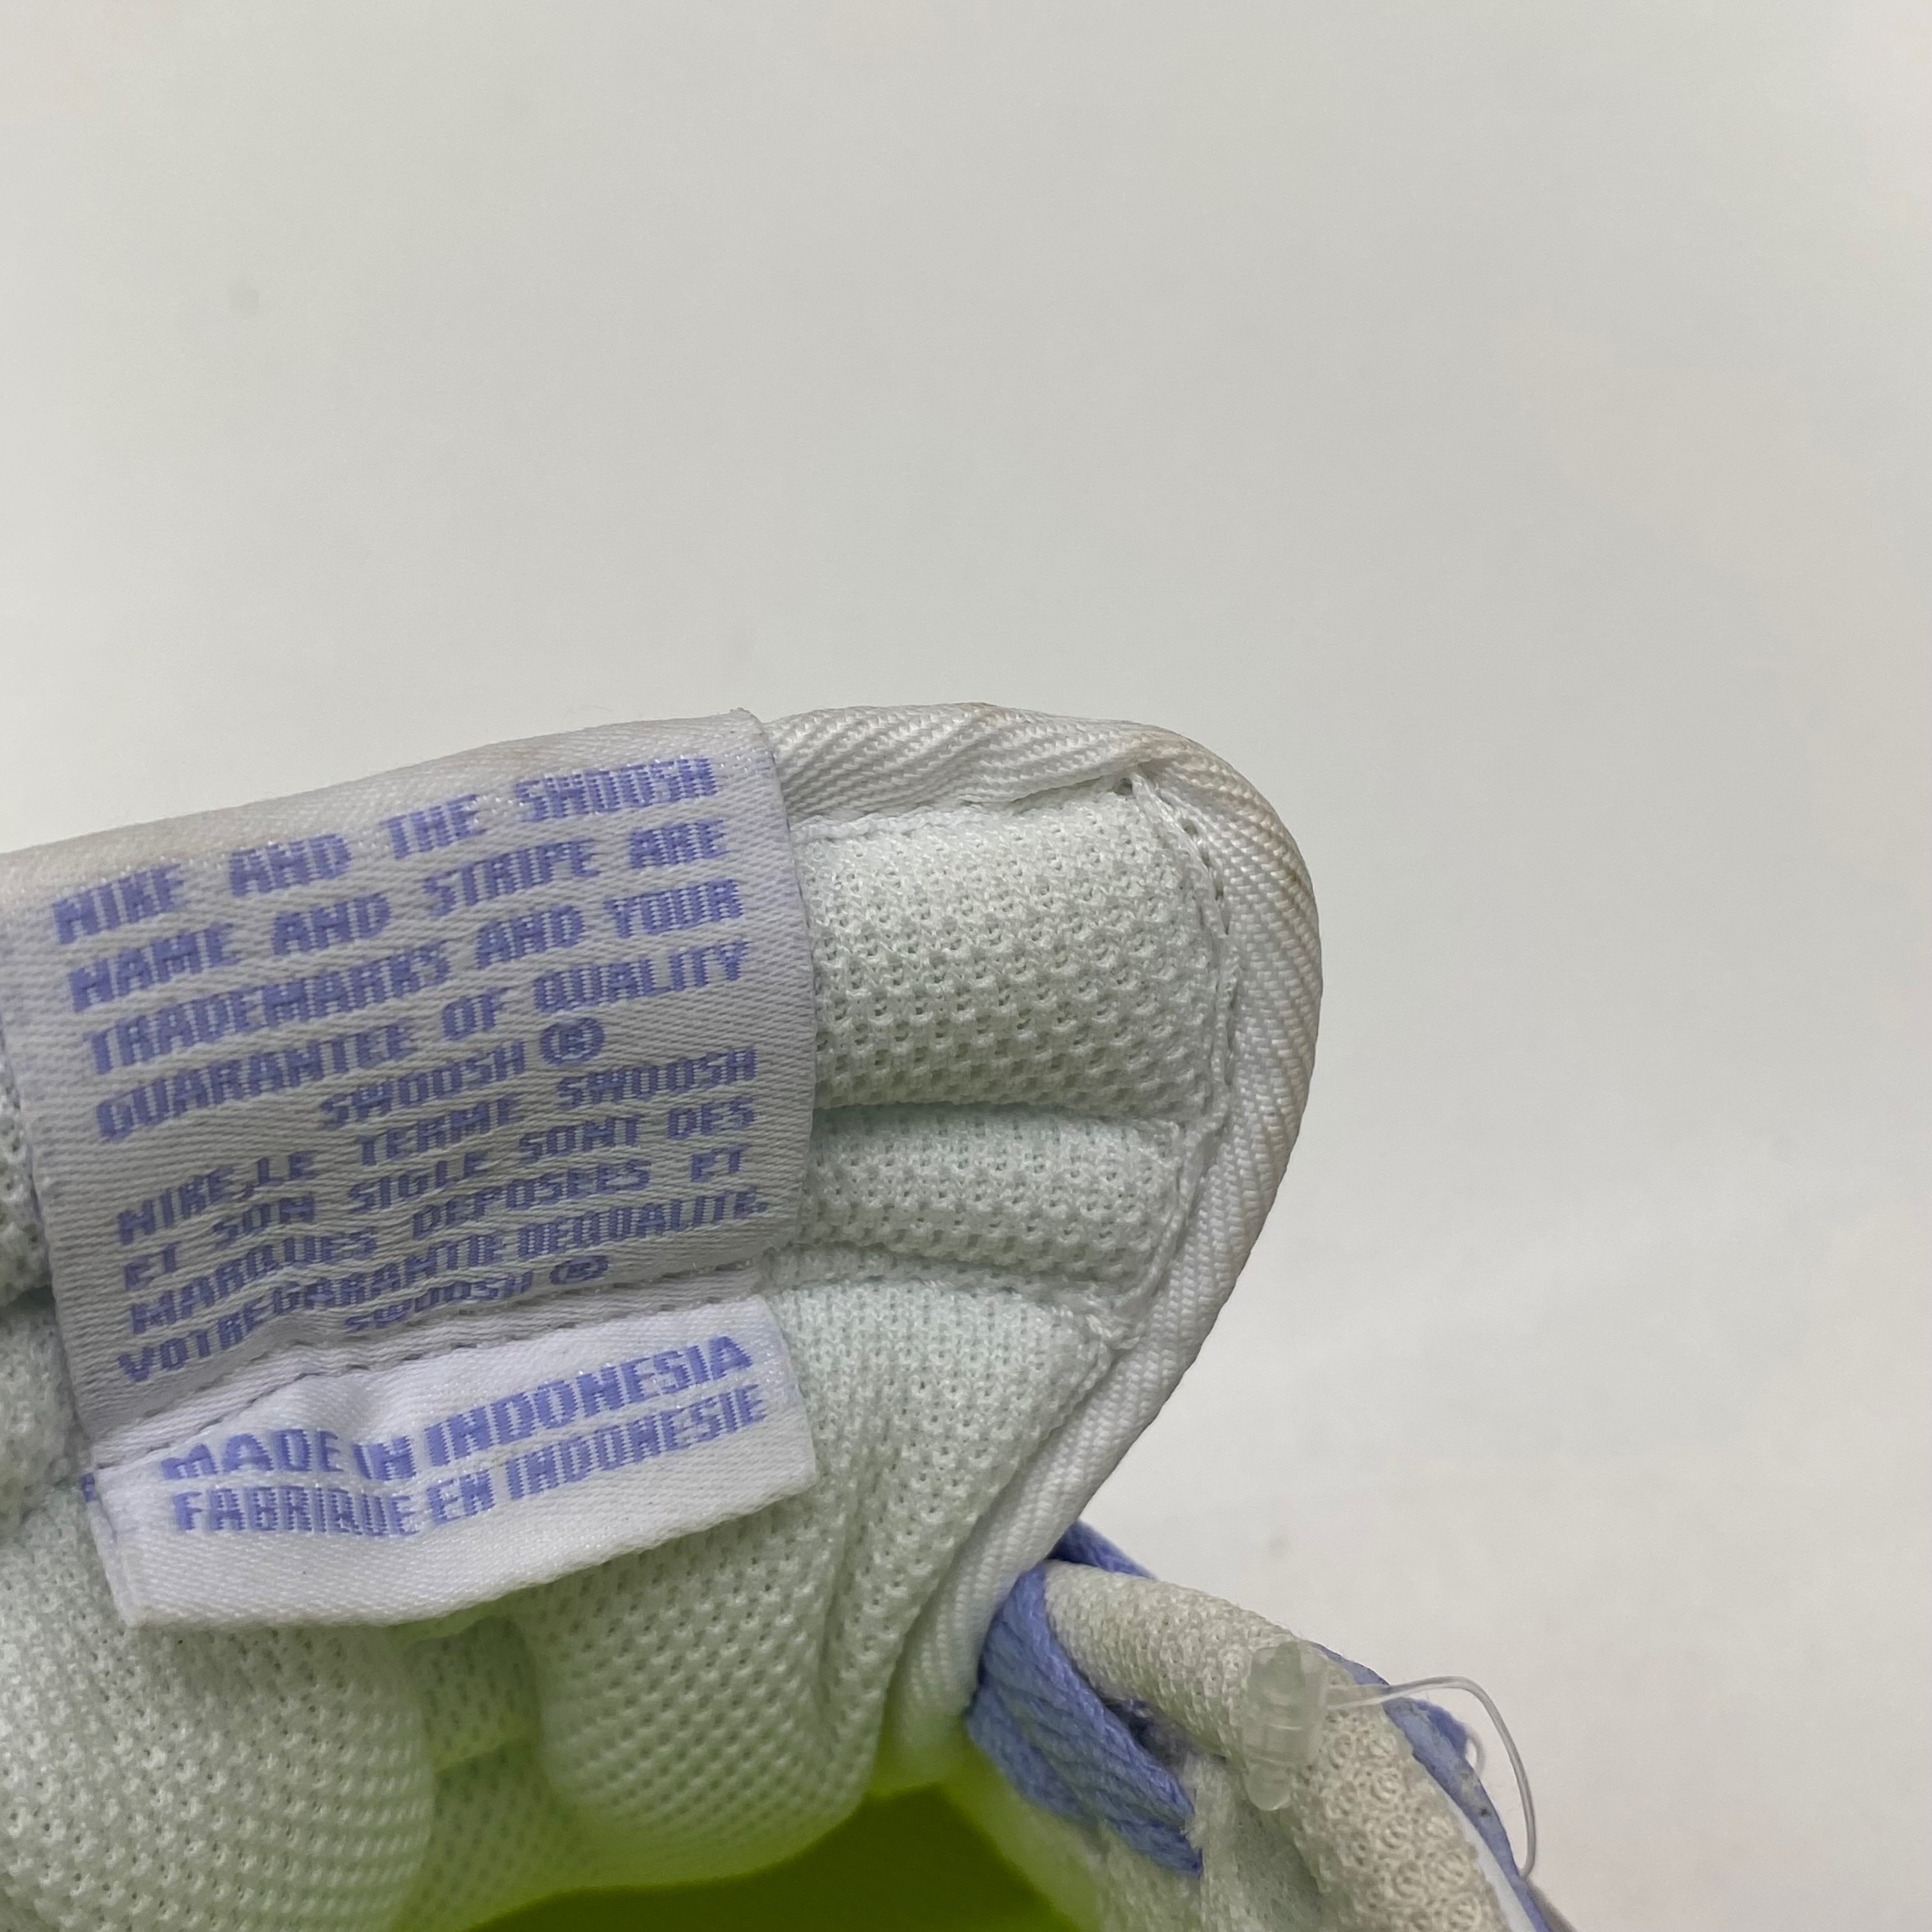 NIKE AND THE SWOOSH
NAME AND STRIPE ARE
TRADEMARKS AND YOUR
GUARANTEE OF QUALITY
SWOOSH ®
NIKE,LE TERME SWOOSH
ET SON SIGLE SONT DES
MARQUES DEPOSEES ET
VOTREGARANTIE DEQUALITE.
SWOOSH ®
MADE IN INDONESIA
FABRIQUE EN INDONESIE